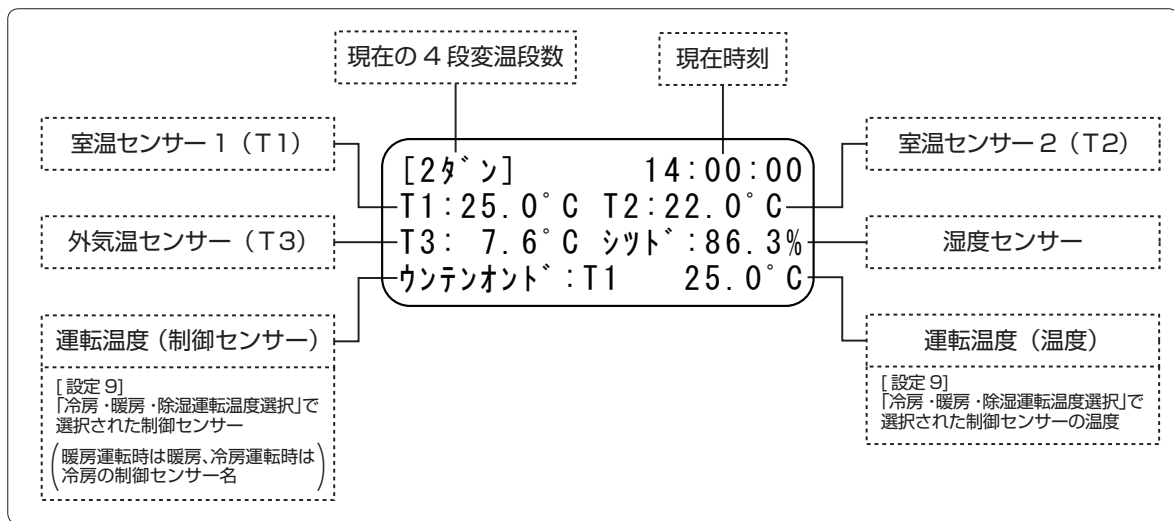 現在の4段変温段数
現在時刻
室温センサー1（T1）
室温センサー2（T2）
[2ﾀﾞﾝ] 14:00:00
T1:25.0°C T2:22.0°C
外気温センサー（T3）
T3: 7.6°C ｼﾂﾄﾞ:86.3%
湿度センサー
ｳﾝﾃﾝｵﾝﾄﾞ:T1 25.0°C
運転温度（制御センサー）
[設定9]
「冷房・暖房・除湿運転温度選択」で
選択された制御センサー
（暖房運転時は暖房、冷房運転時は
冷房の制御センサー名）
運転温度（温度）
[設定9]
「冷房・暖房・除湿運転温度選択」で
選択された制御センサーの温度